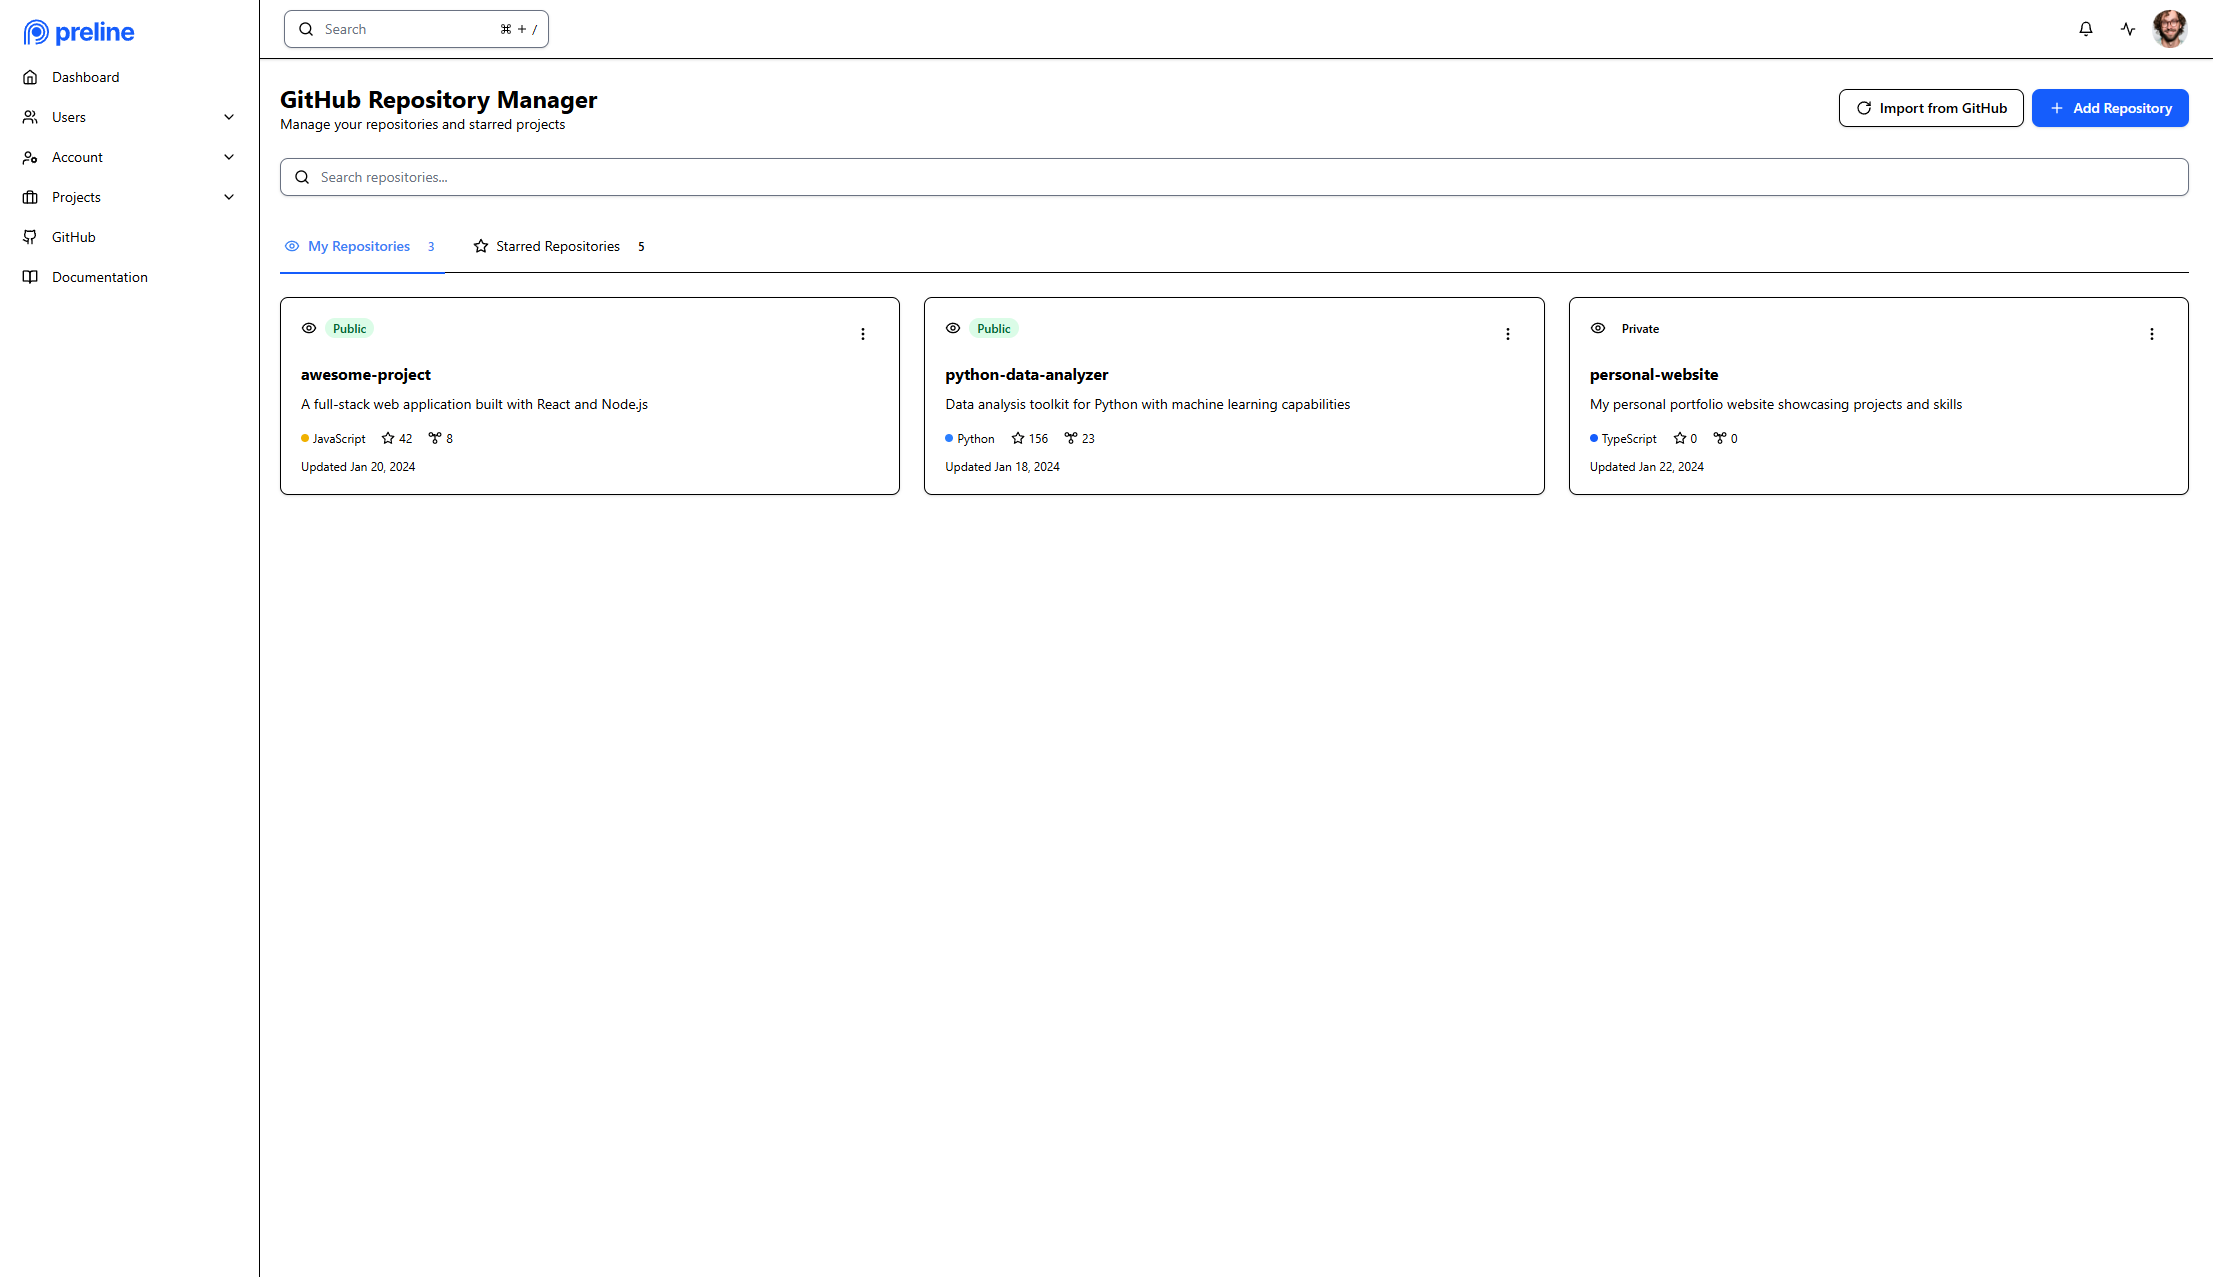 preline
Search
⌘ + /
Dashboard
Users
Account
Projects
GitHub
Documentation
GitHub Repository Manager
Manage your repositories and starred projects
Import from GitHub
Add Repository
Search repositories...
My Repositories 3
Starred Repositories 5
Public
awesome-project
A full-stack web application built with React and Node.js
JavaScript 42 8
Updated Jan 20, 2024
Public
python-data-analyzer
Data analysis toolkit for Python with machine learning capabilities
Python 156 23
Updated Jan 18, 2024
Private
personal-website
My personal portfolio website showcasing projects and skills
TypeScript 0 0
Updated Jan 22, 2024